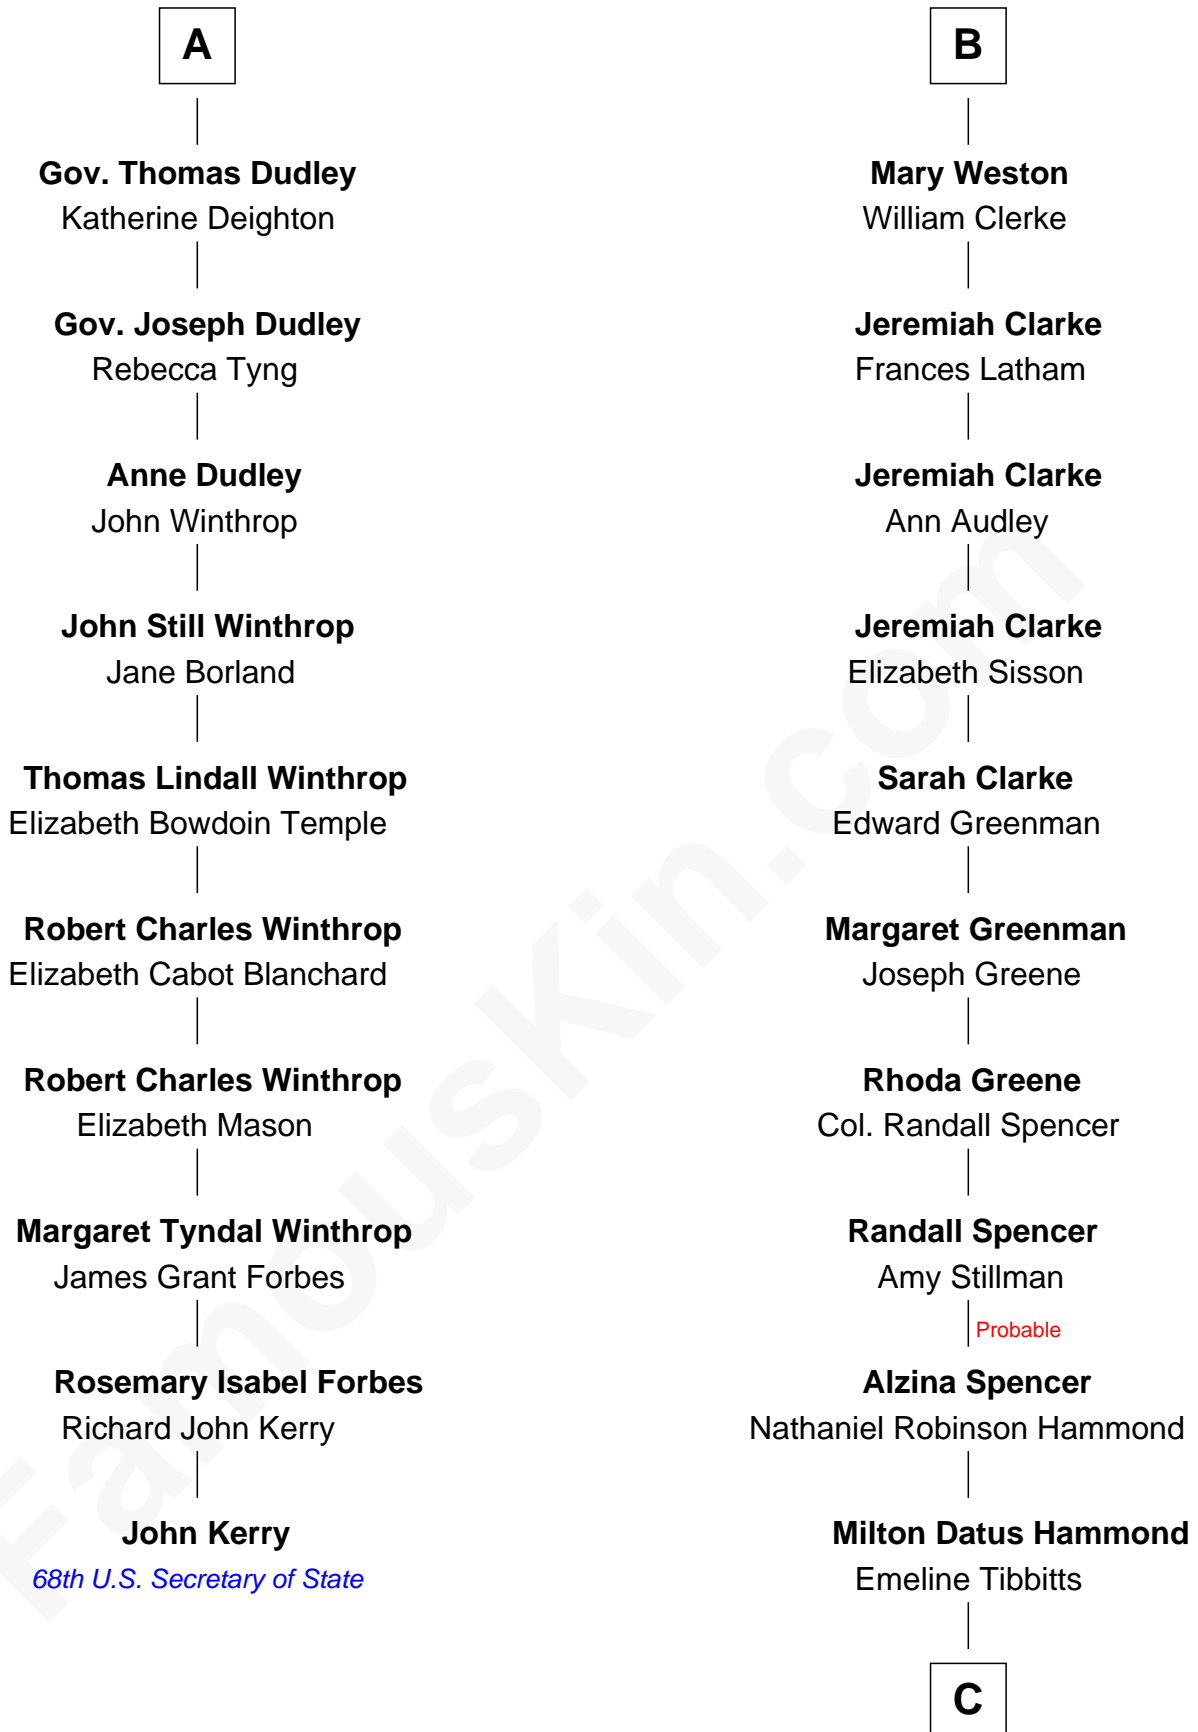 A
Gov. Thomas Dudley
Katherine Deighton
Gov. Joseph Dudley
Rebecca Tyng
Anne Dudley
John Winthrop
John Still Winthrop
Jane Borland
Thomas Lindall Winthrop
Elizabeth Bowdoin Temple
Robert Charles Winthrop
Elizabeth Cabot Blanchard
Robert Charles Winthrop
Elizabeth Mason
Margaret Tyndal Winthrop
James Grant Forbes
Rosemary Isabel Forbes
Richard John Kerry
John Kerry
68th U.S. Secretary of State
B
Mary Weston
William Clerke
Jeremiah Clarke
Frances Latham
Jeremiah Clarke
Ann Audley
Jeremiah Clarke
Elizabeth Sisson
Sarah Clarke
Edward Greenman
Margaret Greenman
Joseph Greene
Rhoda Greene
Col. Randall Spencer
Randall Spencer
Amy Stillman
Probable
Alzina Spencer
Nathaniel Robinson Hammond
Milton Datus Hammond
Emeline Tibbitts
C
FamousKin.com